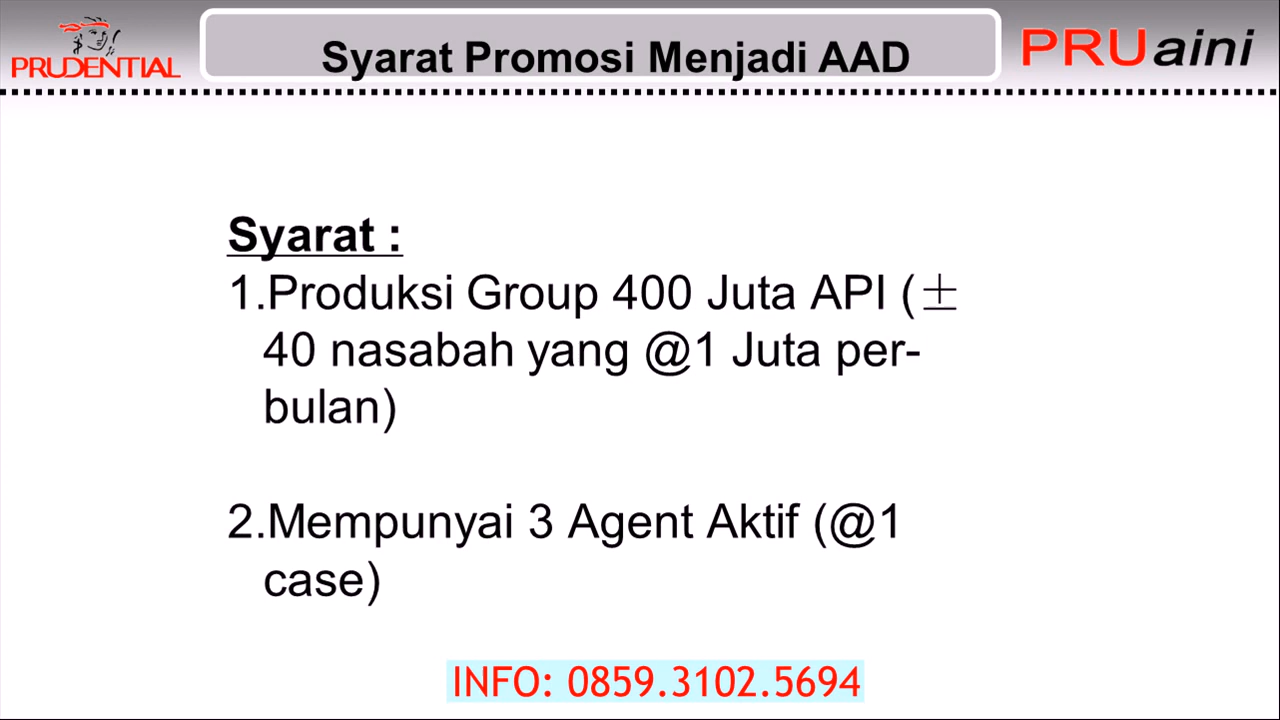 PRUDENTIAL
Syarat Promosi Menjadi AAD
PRUaini
Syarat :
1.Produksi Group 400 Juta API (±
40 nasabah yang @1 Juta per-
bulan)
2.Mempunyai 3 Agent Aktif (@1
case)
INFO: 0859.3102.5694